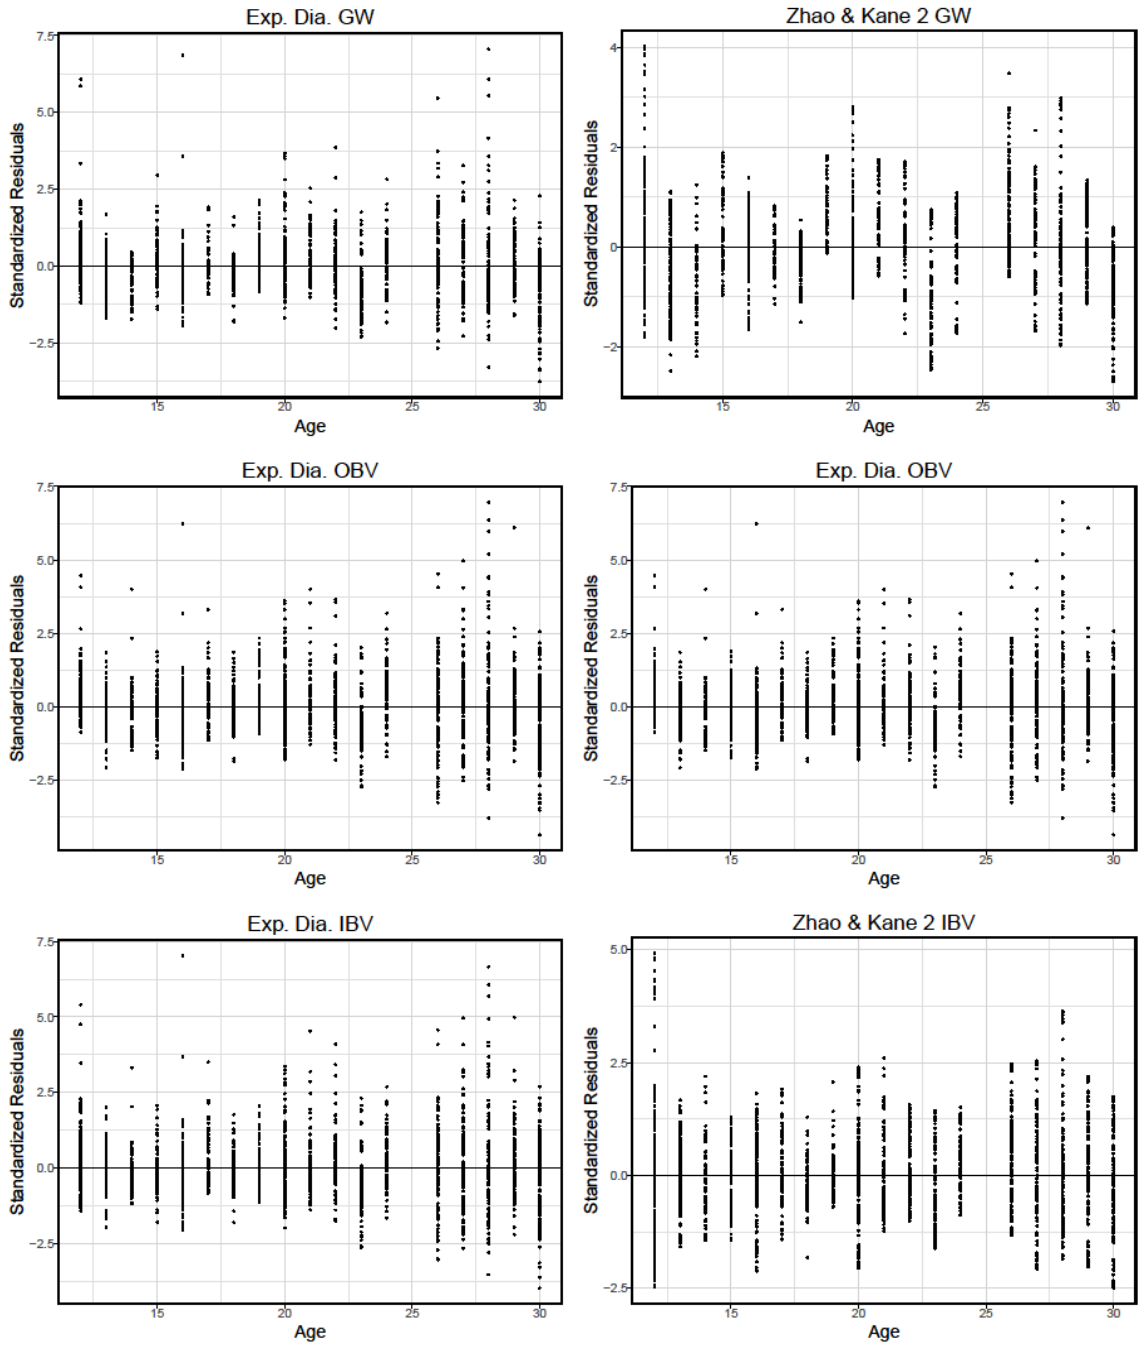 Exp. Dia. GW
Standardized Residuals
7.5
5.0
2.5
0.0
−2.5
15 20 25 30
Age
Zhao & Kane 2 GW
Standardized Residuals
4
2
0
−2
15 20 25 30
Age
Exp. Dia. OBV
Standardized Residuals
7.5
5.0
2.5
0.0
−2.5
15 20 25 30
Age
Exp. Dia. OBV
Standardized Residuals
7.5
5.0
2.5
0.0
−2.5
15 20 25 30
Age
Exp. Dia. IBV
Standardized Residuals
7.5
5.0
2.5
0.0
−2.5
15 20 25 30
Age
Zhao & Kane 2 IBV
Standardized Residuals
5.0
2.5
0.0
−2.5
15 20 25 30
Age